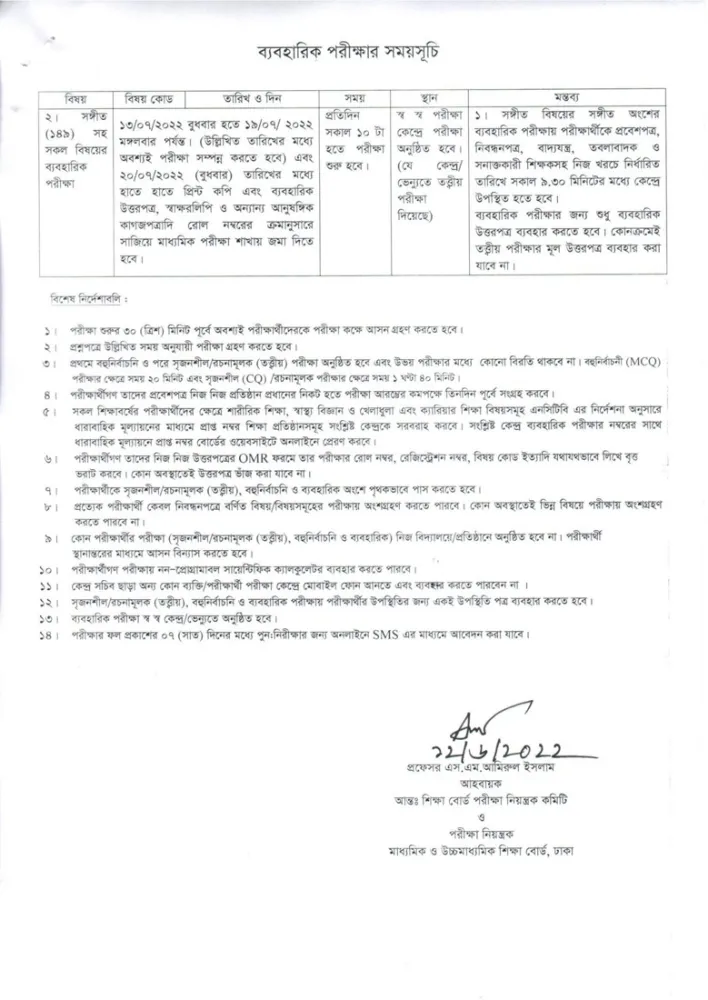 ব্যবহারিক পরীক্ষার সময়সূচি
বিষয় বিষয় কোড তারিখ ও দিন সময় স্থান মন্তব্য
২। সঙ্গীত
(১৪৯) সহ
সকল বিষয়ের
ব্যবহারিক
পরীক্ষা
১৩/০৭/২০২২ বুধবার হতে ১৯/০৭/ ২০২২
মঙ্গলবার পর্যন্ত। (উল্লিখিত তারিখের মধ্যে
অবশ্যই পরীক্ষা সম্পন্ন করতে হবে) এবং
২০/০৭/২০২২ (বুধবার) তারিখের মধ্যে
হাতে হাতে প্রিন্ট কপি এবং ব্যবহারিক
উত্তরপত্র, স্বাক্ষরলিপি ও অন্যান্য আনুষঙ্গিক
কাগজপত্রাদি রোল নম্বরের ক্রমানুসারে
সাজিয়ে মাধ্যমিক পরীক্ষা শাখায় জমা দিতে
হবে।
প্রতিদিন
সকাল ১০ টা
হতে পরীক্ষা
শুরু হবে।
স্ব স্ব পরীক্ষা
কেন্দ্রে পরীক্ষা
অনুষ্ঠিত হবে।
(যে কেন্দ্র/
ভেন্যুতে তত্ত্বীয়
পরীক্ষা
দিয়েছে)
১। সঙ্গীত বিষয়ের সঙ্গীত অংশের
ব্যবহারিক পরীক্ষায় পরীক্ষার্থীকে প্রবেশপত্র,
নিবন্ধনপত্র, বাদ্যযন্ত্র, তবলাবাদক ও
সনাক্তকারী শিক্ষকসহ নিজ খরচে নির্ধারিত
তারিখে সকাল ৯.৩০ মিনিটের মধ্যে কেন্দ্রে
উপস্থিত হতে হবে।
ব্যবহারিক পরীক্ষার জন্য শুধু ব্যবহারিক
উত্তরপত্র ব্যবহার করতে হবে। কোনক্রমেই
তত্ত্বীয় পরীক্ষার মূল উত্তরপত্র ব্যবহার করা
যাবে না।
বিশেষ নির্দেশাবলি :
১। পরীক্ষা শুরুর ৩০ (ত্রিশ) মিনিট পূর্বে অবশ্যই পরীক্ষার্থীদেরকে পরীক্ষা কক্ষে আসন গ্রহণ করতে হবে।
২। প্রশ্নপত্রে উল্লিখিত সময় অনুযায়ী পরীক্ষা গ্রহণ করতে হবে।
৩। প্রথমে বহুনির্বাচনি ও পরে সৃজনশীল/রচনামূলক (তত্ত্বীয়) পরীক্ষা অনুষ্ঠিত হবে এবং উভয় পরীক্ষার মধ্যে কোনো বিরতি থাকবে না। বহুনির্বাচনী (MCQ)
পরীক্ষার ক্ষেত্রে সময় ২০ মিনিট এবং সৃজনশীল (CQ) /রচনামূলক পরীক্ষার ক্ষেত্রে সময় ১ ঘন্টা ৪০ মিনিট।
৪। পরীক্ষার্থীগণ তাদের প্রবেশপত্র নিজ নিজ প্রতিষ্ঠান প্রধানের নিকট হতে পরীক্ষা আরম্ভের কমপক্ষে তিনদিন পূর্বে সংগ্রহ করবে।
৫। সকল শিক্ষাবর্ষের পরীক্ষার্থীদের ক্ষেত্রে শারীরিক শিক্ষা, স্বাস্থ্য বিজ্ঞান ও খেলাধুলা এবং ক্যারিয়ার শিক্ষা বিষয়সমূহ এনসিটিবি এর নির্দেশনা অনুসারে
ধারাবাহিক মূল্যায়নের মাধ্যমে প্রাপ্ত নম্বর শিক্ষা প্রতিষ্ঠানসমূহ সংশ্লিষ্ট কেন্দ্রকে সরবরাহ করবে। সংশ্লিষ্ট কেন্দ্র ব্যবহারিক পরীক্ষার নম্বরের সাথে
ধারাবাহিক মূল্যায়নে প্রাপ্ত নম্বর বোর্ডের ওয়েবসাইটে অনলাইনে প্রেরণ করবে।
৬। পরীক্ষার্থীগণ তাদের নিজ নিজ উত্তরপত্রের OMR ফরমে তার পরীক্ষার রোল নম্বর, রেজিস্ট্রেশন নম্বর, বিষয় কোড ইত্যাদি যথাযথভাবে লিখে বৃত্ত
ভরাট করবে। কোন অবস্থাতেই উত্তরপত্র ভাঁজ করা যাবে না।
৭। পরীক্ষার্থীকে সৃজনশীল/রচনামূলক (তত্ত্বীয়), বহুনির্বাচনি ও ব্যবহারিক অংশে পৃথকভাবে পাস করতে হবে।
৮। প্রত্যেক পরীক্ষার্থী কেবল নিবন্ধনপত্রে বর্ণিত বিষয়/বিষয়সমূহের পরীক্ষায় অংশগ্রহণ করতে পারবে। কোন অবস্থাতেই ভিন্ন বিষয়ে পরীক্ষায় অংশগ্রহণ
করতে পারবে না।
৯। কোন পরীক্ষার্থীর পরীক্ষা (সৃজনশীল/রচনামূলক (তত্ত্বীয়), বহুনির্বাচনি ও ব্যবহারিক) নিজ বিদ্যালয়ে/প্রতিষ্ঠানে অনুষ্ঠিত হবে না। পরীক্ষার্থী
স্থানান্তরের মাধ্যমে আসন বিন্যাস করতে হবে।
১০। পরীক্ষার্থীগণ পরীক্ষায় নন-প্রোগ্রামাবল সায়েন্টিফিক ক্যালকুলেটর ব্যবহার করতে পারবে।
১১। কেন্দ্র সচিব ছাড়া অন্য কোন ব্যক্তি/পরীক্ষার্থী পরীক্ষা কেন্দ্রে মোবাইল ফোন আনতে এবং ব্যবহার করতে পারবেন না ।
১২। সৃজনশীল/রচনামূলক (তত্ত্বীয়), বহুনির্বাচনি ও ব্যবহারিক পরীক্ষায় পরীক্ষার্থীর উপস্থিতির জন্য একই উপস্থিতি পত্র ব্যবহার করতে হবে।
১৩। ব্যবহারিক পরীক্ষা স্ব স্ব কেন্দ্র/ভেন্যুতে অনুষ্ঠিত হবে।
১৪। পরীক্ষার ফল প্রকাশের ০৭ (সাত) দিনের মধ্যে পুনঃনিরীক্ষার জন্য অনলাইনে SMS এর মাধ্যমে আবেদন করা যাবে।
২২/৬/২০২২
প্রফেসর এস.এম.আমিরুল ইসলাম
আহবায়ক
আন্তঃ শিক্ষা বোর্ড পরীক্ষা নিয়ন্ত্রক কমিটি
ও
পরীক্ষা নিয়ন্ত্রক
মাধ্যমিক ও উচ্চমাধ্যমিক শিক্ষা বোর্ড, ঢাকা